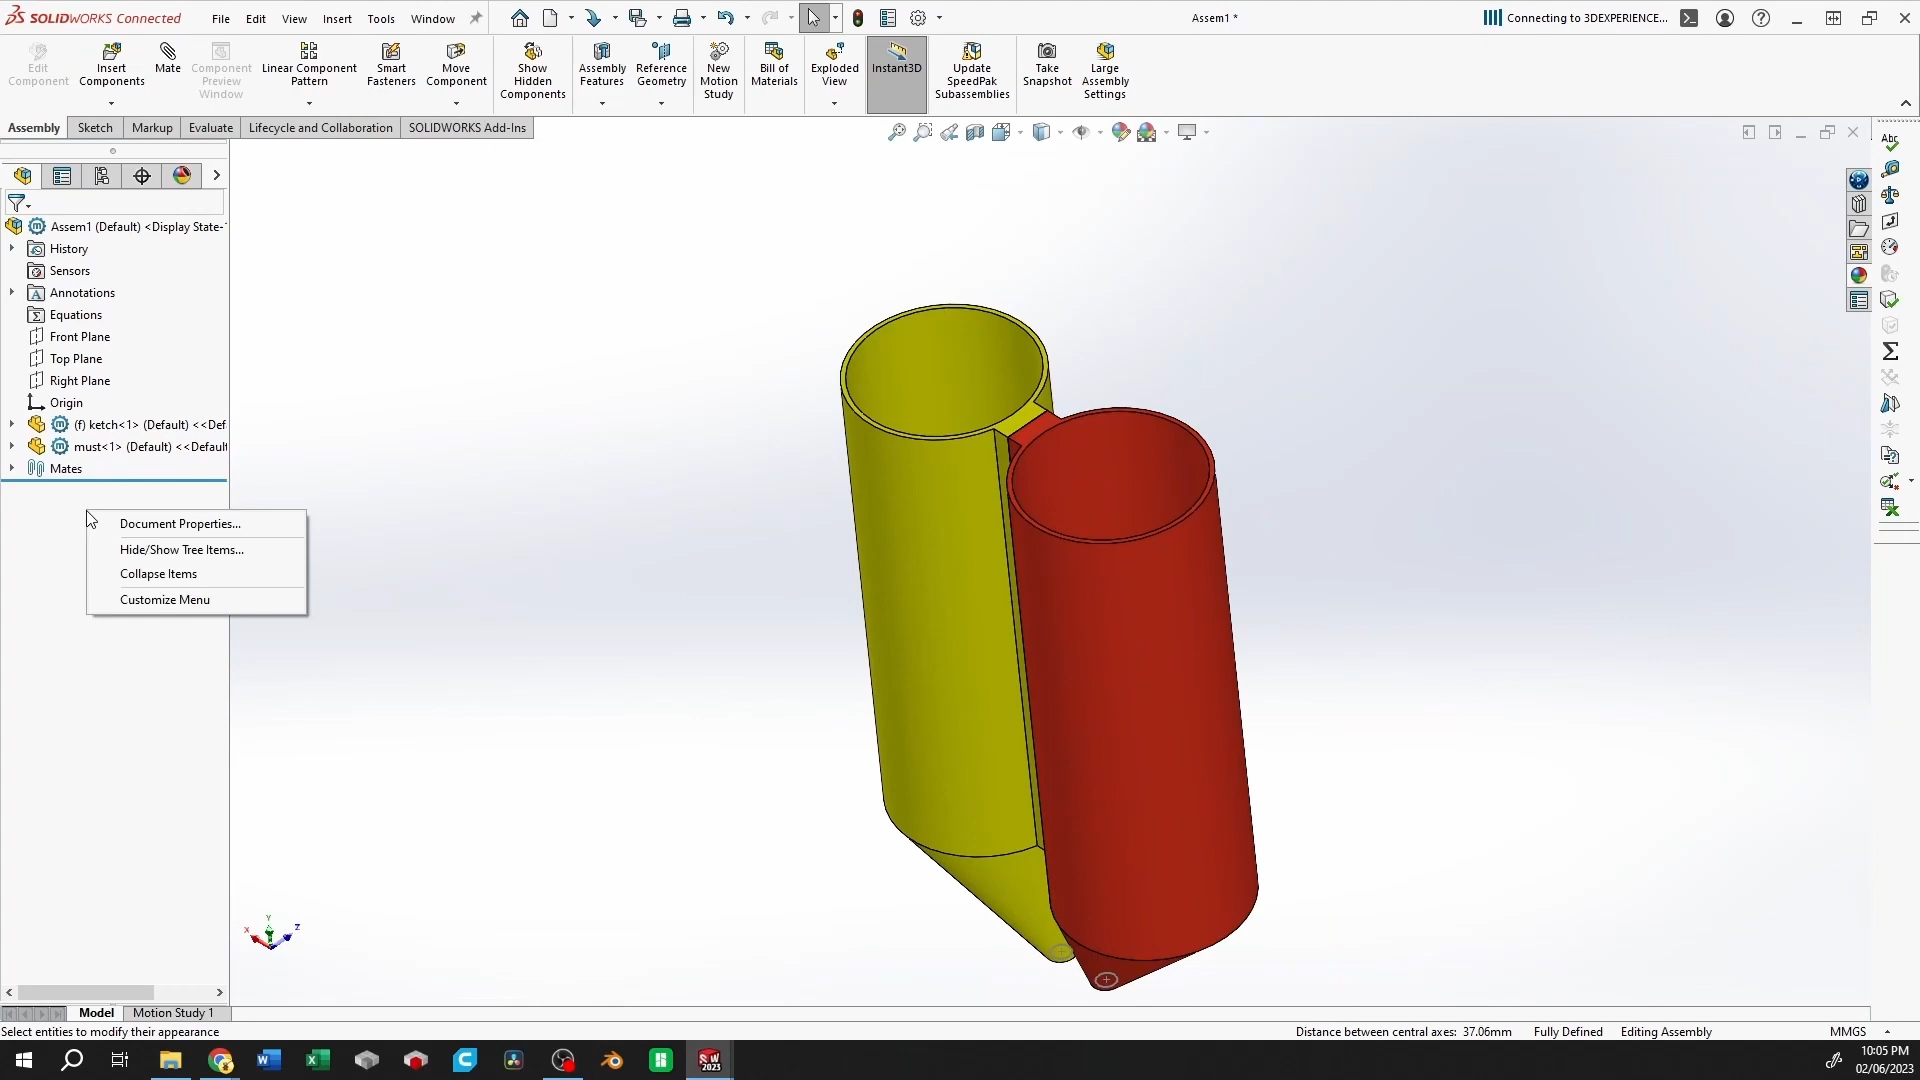 SOLIDWORKS Connected
File Edit View Insert Tools Window
Assem1 *
Connecting to 3DEXPERIENCE...
Edit Component
Insert Components
Mate
Component Preview Window
Linear Component Pattern
Smart Fasteners
Move Component
Show Hidden Components
Assembly Features
Reference Geometry
New Motion Study
Bill of Materials
Exploded View
Instant3D
Update SpeedPak Subassemblies
Take Snapshot
Large Assembly Settings
Assembly Sketch Markup Evaluate Lifecycle and Collaboration SOLIDWORKS Add-Ins
Abc
Assem1 (Default) <Display State-
History
Sensors
Annotations
Equations
Front Plane
Top Plane
Right Plane
Origin
(f) ketch<1> (Default) <<Def
must<1> (Default) <<Default
Mates
Document Properties...
Hide/Show Tree Items...
Collapse Items
Customize Menu
Y
X Z
Model Motion Study 1
Select entities to modify their appearance
Distance between central axes: 37.06mm Fully Defined Editing Assembly MMGS
SW 2023
10:05 PM
02/06/2023